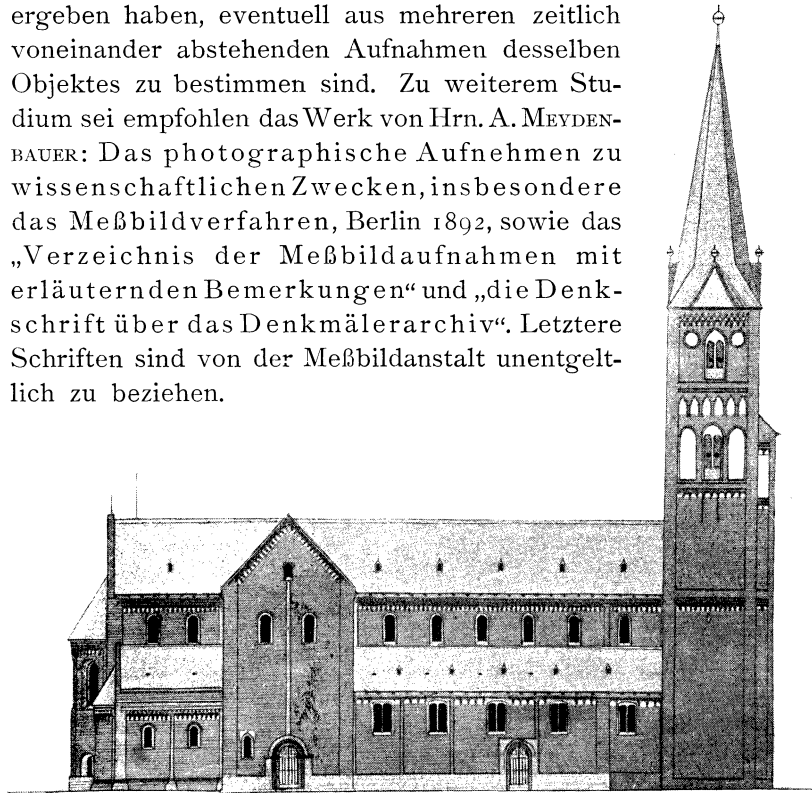 ergeben haben, eventuell aus mehreren zeitlich
voneinander abstehenden Aufnahmen desselben
Objektes zu bestimmen sind. Zu weiterem Stu-
dium sei empfohlen das Werk von Hrn. A. MEYDEN-
BAUER: Das photographische Aufnehmen zu
wissenschaftlichen Zwecken, insbesondere
das Meßbildverfahren, Berlin 1892, sowie das
„Verzeichnis der Meßbildaufnahmen mit
erläuternden Bemerkungen“ und „die Denk-
schrift über das Denkmälerarchiv“. Letztere
Schriften sind von der Meßbildanstalt unentgelt-
lich zu beziehen.